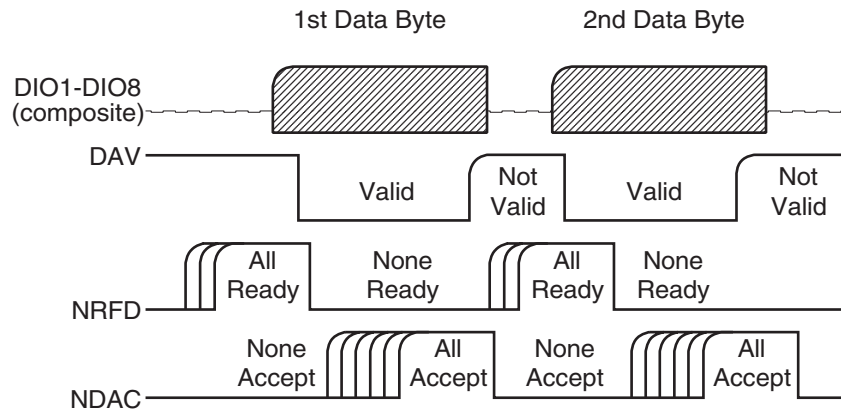 1st Data Byte 2nd Data Byte
DIO1-DIO8
(composite)
DAV
Valid
Not
Valid
Valid
Not
Valid
NRFD
All
Ready
None
Ready
All
Ready
None
Ready
NDAC
None
Accept
All
Accept
None
Accept
All
Accept